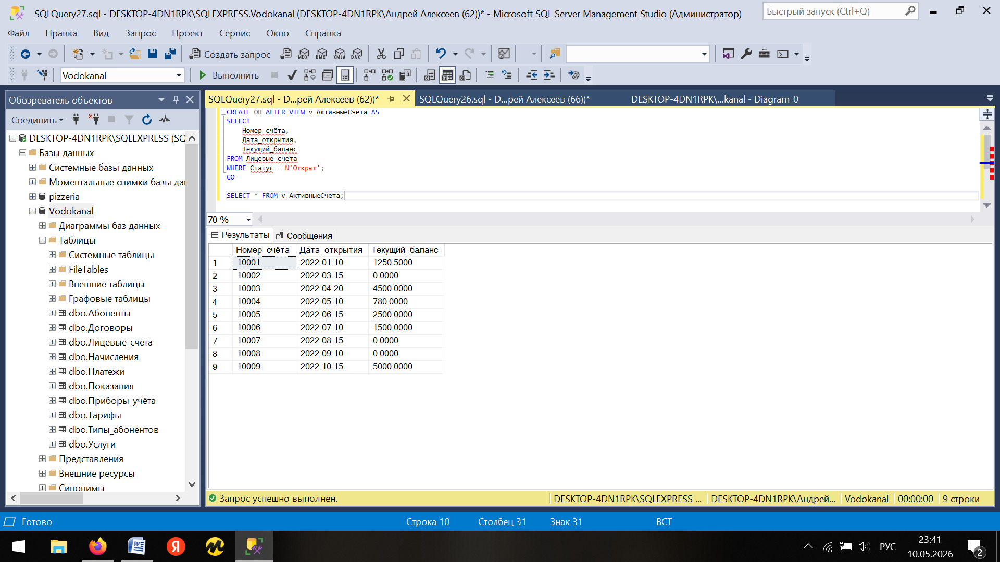 SQLQuery27.sql - DESKTOP-4DN1RPK\SQLEXPRESS.Vodokanal (DESKTOP-4DN1RPK\Андрей Алексеев (62))* - Microsoft SQL Server Management Studio (Администратор)
Быстрый запуск (Ctrl+Q)
Файл Правка Вид Запрос Проект Сервис Окно Справка
Создать запрос MDX DMX XMLA DAX
Vodokanal Выполнить
Обозреватель объектов
SQLQuery27.sql - D...рей Алексеев (62))* SQLQuery26.sql - D...рей Алексеев (66))* DESKTOP-4DN1RPK\...kanal - Diagram_0
Соединить
DESKTOP-4DN1RPK\SQLEXPRESS (SQ
Базы данных
Системные базы данных
Моментальные снимки базы да
pizzeria
Vodokanal
Диаграммы баз данных
Таблицы
Системные таблицы
FileTables
Внешние таблицы
Графовые таблицы
dbo.Абоненты
dbo.Договоры
dbo.Лицевые_счета
dbo.Начисления
dbo.Платежи
dbo.Показания
dbo.Приборы_учёта
dbo.Тарифы
dbo.Типы_абонентов
dbo.Услуги
Представления
Внешние ресурсы
Синонимы
CREATE OR ALTER VIEW v_АктивныеСчета AS
SELECT
Номер_счёта,
Дата_открытия,
Текущий_баланс
FROM Лицевые_счета
WHERE Статус = N'Открыт';
GO
SELECT * FROM v_АктивныеСчета;
70 %
Результаты Сообщения
Номер_счёта Дата_открытия Текущий_баланс
1 10001 2022-01-10 1250.5000
2 10002 2022-03-15 0.0000
3 10003 2022-04-20 4500.0000
4 10004 2022-05-10 780.0000
5 10005 2022-06-15 2500.0000
6 10006 2022-07-10 1500.0000
7 10007 2022-08-15 0.0000
8 10008 2022-09-10 0.0000
9 10009 2022-10-15 5000.0000
Запрос успешно выполнен. DESKTOP-4DN1RPK\SQLEXPRESS ... DESKTOP-4DN1RPK\Андрей... Vodokanal 00:00:00 9 строки
Готово Строка 10 Столбец 31 Знак 31 ВСТ
РУС
23:41
10.05.2026
2